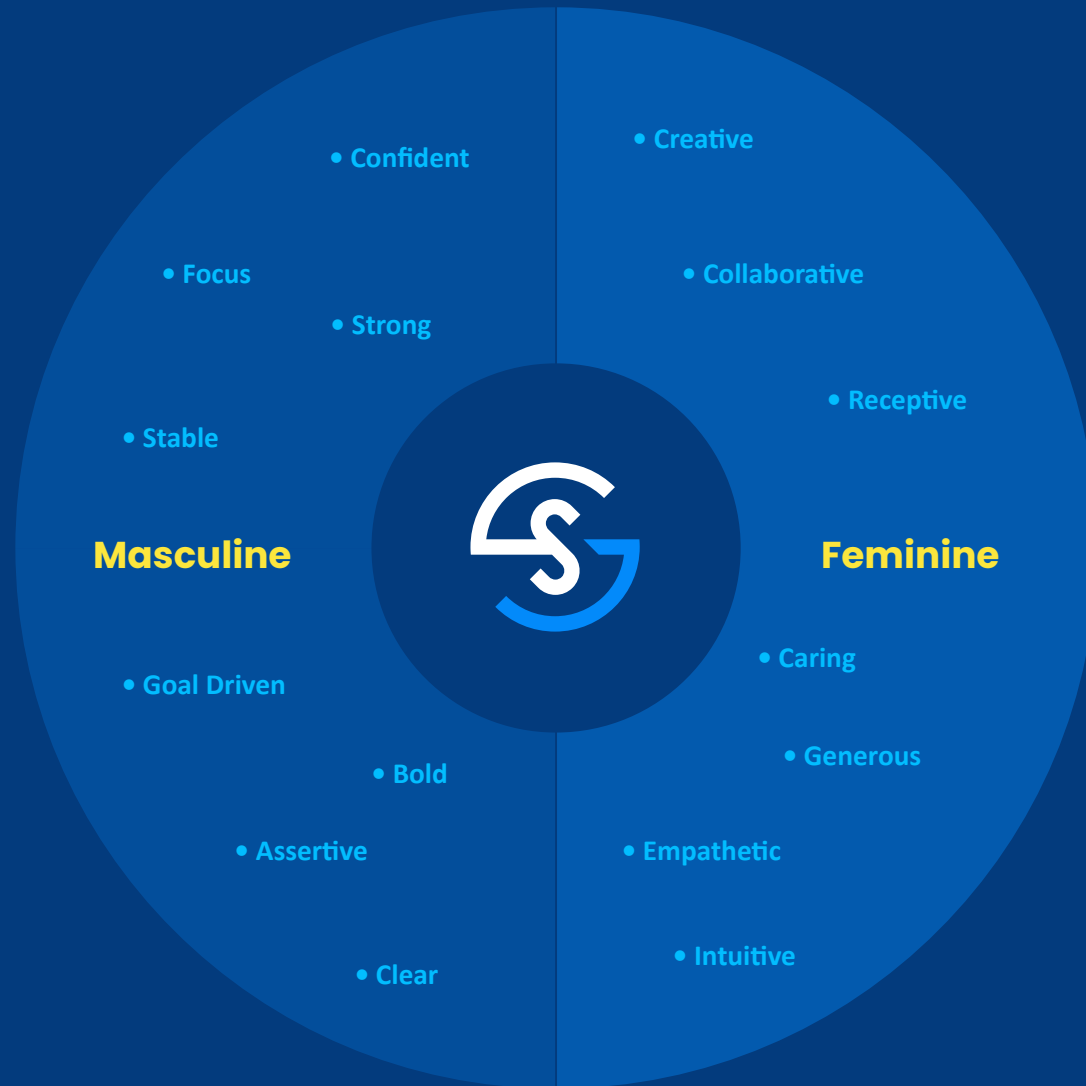 • Confident
• Focus
• Strong
• Stable
Masculine
• Goal Driven
• Bold
• Assertive
• Clear
• Creative
• Collaborative
• Receptive
Feminine
• Caring
• Generous
• Empathetic
• Intuitive